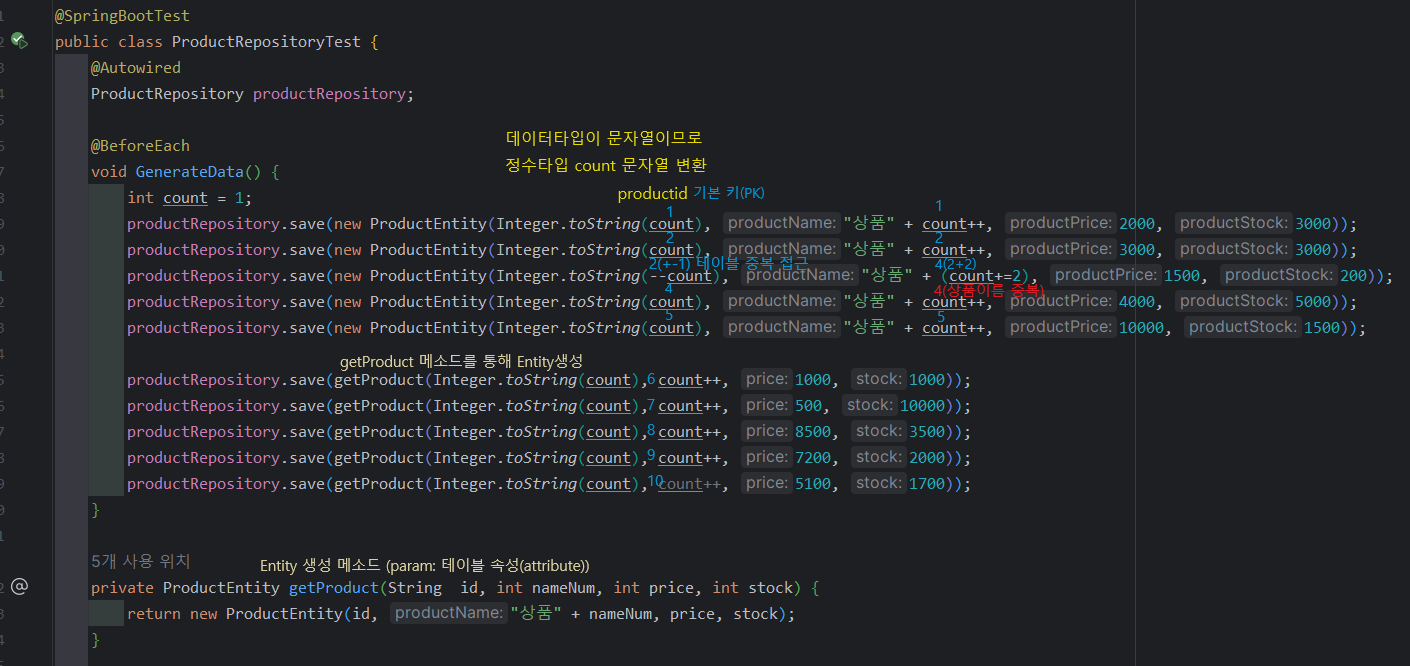 @SpringBootTest
public class ProductRepositoryTest {
@Autowired
ProductRepository productRepository;
데이터타입이 문자열이므로
@BeforeEach
정수타입 count 문자열 변환
void GenerateData() {
productid 기본 키(PK)
int count = 1;
1 1
productRepository.save(new ProductEntity(Integer.toString(count), productName: "상품" + count++, productPrice: 2000, productStock: 3000));
2 2
productRepository.save(new ProductEntity(Integer.toString(count), productName: "상품" + count++, productPrice: 3000, productStock: 3000));
2(+-1) 테이블 중복 접근 4(2+2)
productRepository.save(new ProductEntity(Integer.toString(--count), productName: "상품" + (count+=2), productPrice: 1500, productStock: 200));
4 4(상품이름 중복)
productRepository.save(new ProductEntity(Integer.toString(count), productName: "상품" + count++, productPrice: 4000, productStock: 5000));
5 5
productRepository.save(new ProductEntity(Integer.toString(count), productName: "상품" + count++, productPrice: 10000, productStock: 1500));
getProduct 메소드를 통해 Entity생성
productRepository.save(getProduct(Integer.toString(count),6 count++, price: 1000, stock: 1000));
productRepository.save(getProduct(Integer.toString(count),7 count++, price: 500, stock: 10000));
productRepository.save(getProduct(Integer.toString(count),8 count++, price: 8500, stock: 3500));
productRepository.save(getProduct(Integer.toString(count),9 count++, price: 7200, stock: 2000));
productRepository.save(getProduct(Integer.toString(count),10 count++, price: 5100, stock: 1700));
}
5개 사용 위치
Entity 생성 메소드 (param: 테이블 속성(attribute))
private ProductEntity getProduct(String id, int nameNum, int price, int stock) {
return new ProductEntity(id, productName: "상품" + nameNum, price, stock);
}